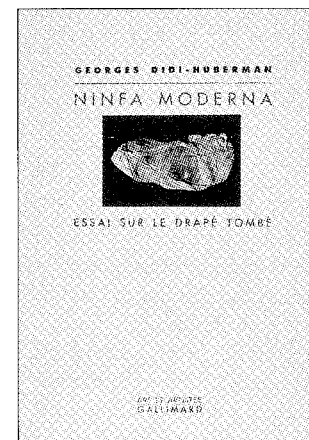 GEORGES DIDI-HUBERMAN
NINFA MODERNA
ESSAI SUR LE DRAPÉ TOMBÉ
ART ET ARTISTES
GALLIMARD